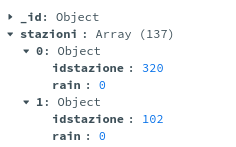 _id: Object
stazioni: Array (137)
0: Object
idstazione: 320
rain: 0
1: Object
idstazione: 102
rain: 0